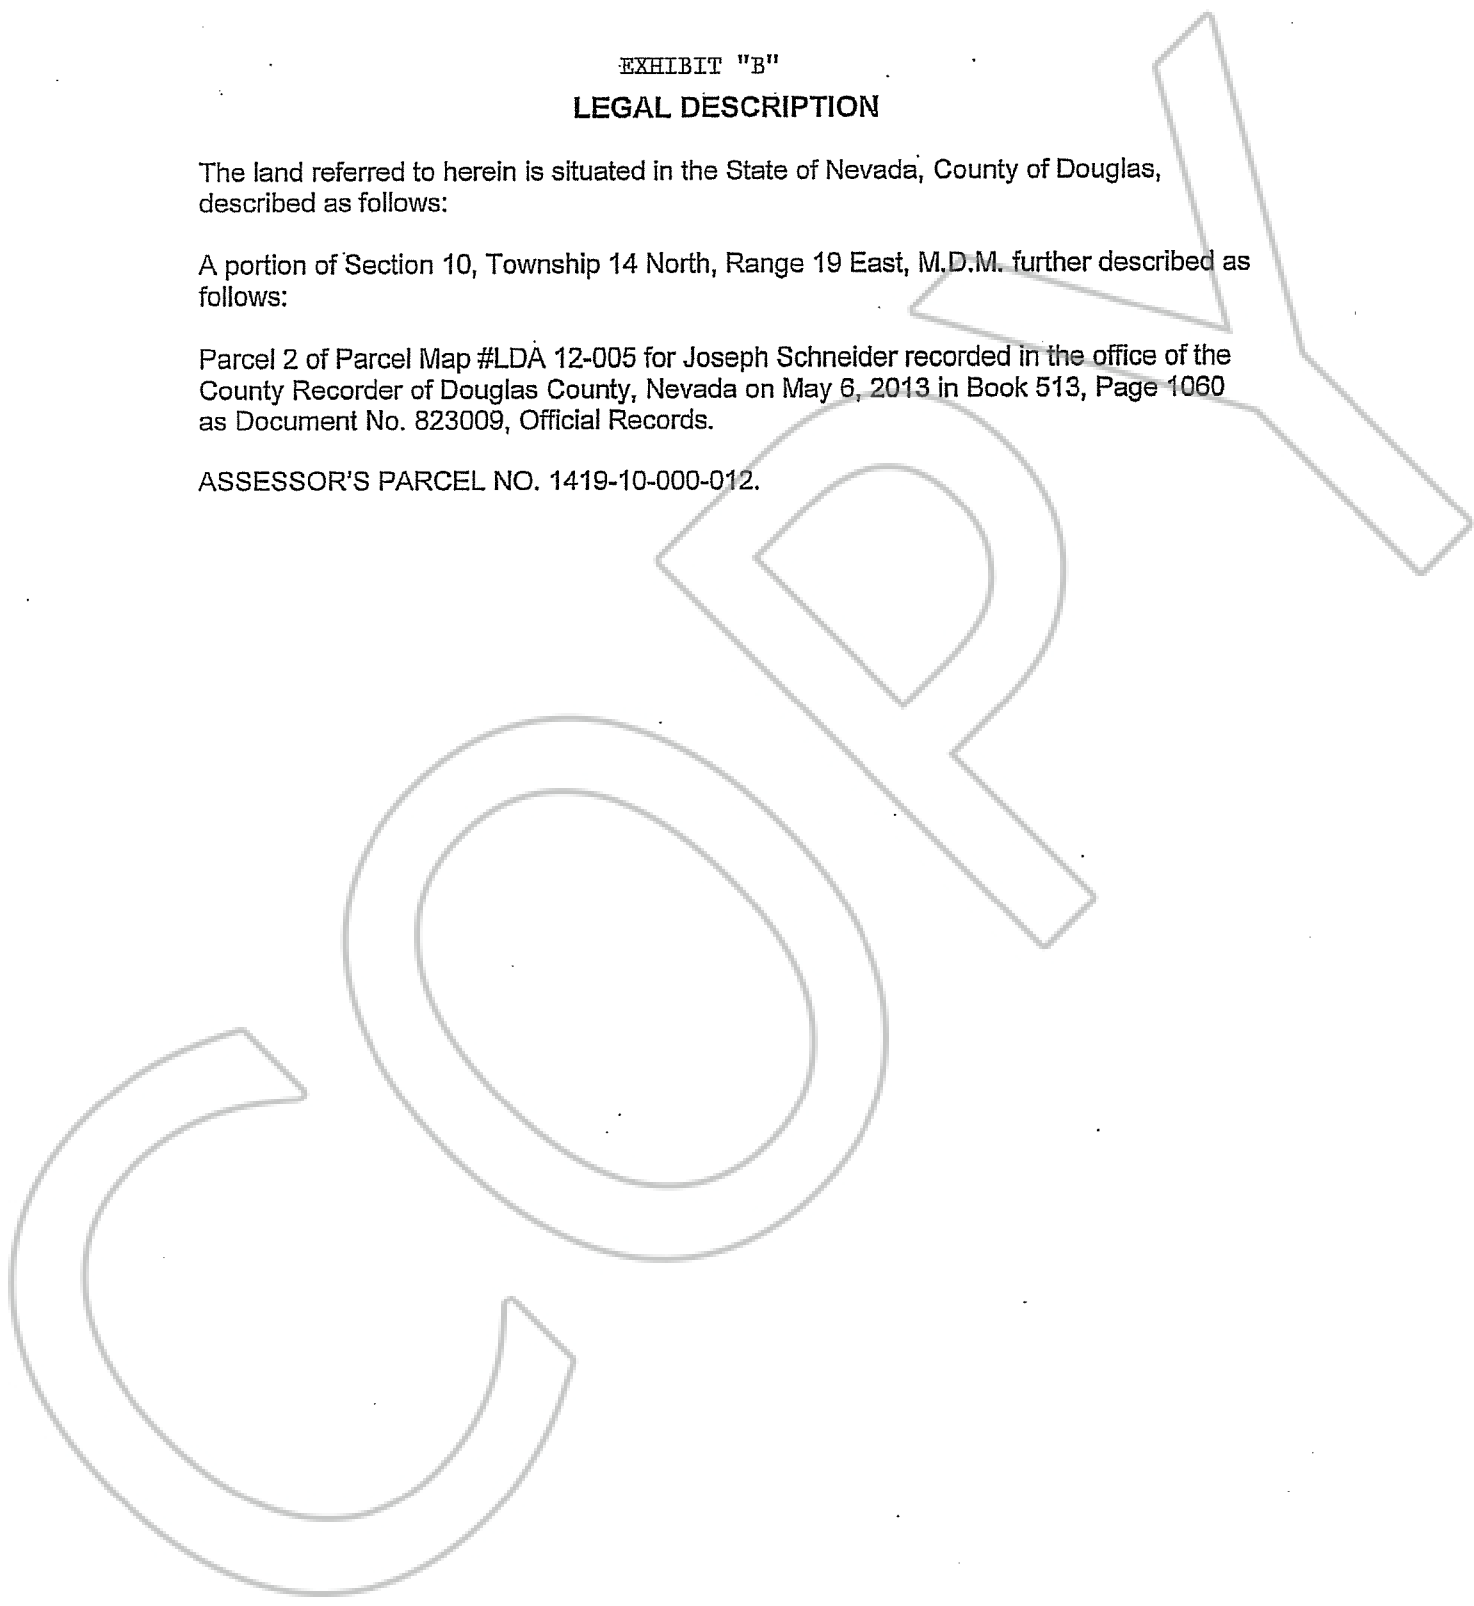 EXHIBIT "B"
LEGAL DESCRIPTION
The land referred to herein is situated in the State of Nevada, County of Douglas,
described as follows:
A portion of Section 10, Township 14 North, Range 19 East, M.D.M. further described as
follows:
Parcel 2 of Parcel Map #LDA 12-005 for Joseph Schneider recorded in the office of the
County Recorder of Douglas County, Nevada on May 6, 2013 in Book 513, Page 1060
as Document No. 823009, Official Records.
ASSESSOR'S PARCEL NO. 1419-10-000-012.
COPY